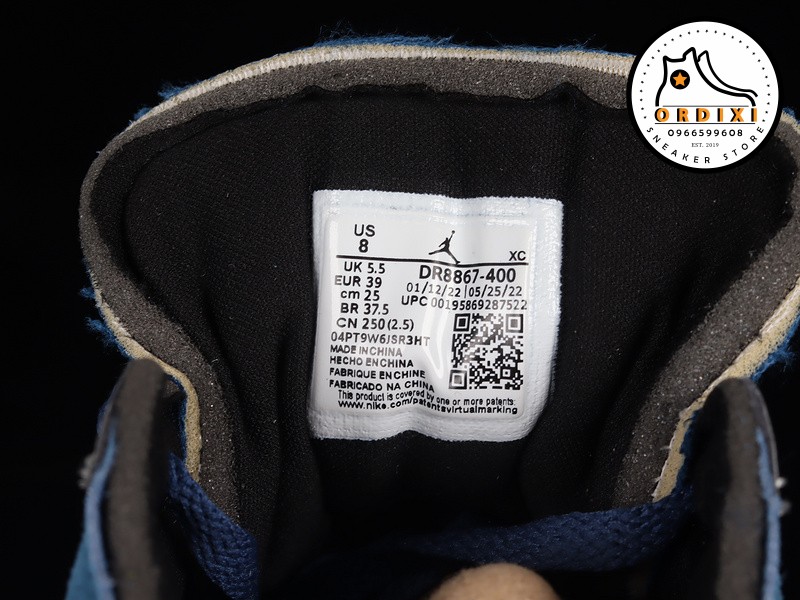 ORDIXI
0966599608
EST. 2019
SNEAKER STORE
US
8
XC
UK 5.5
EUR 39
cm 25
BR 37.5
CN 250 (2.5)
DR8867-400
01/12/22 | 05/25/22
UPC 00195869287522
04PT9W6JSR3HT
MADE IN CHINA
HECHO EN CHINA
FABRIQUE EN CHINE
FABRICADO NA CHINA
This product is covered by one or more patents:
www.nike.com/patentsvirtualmarking